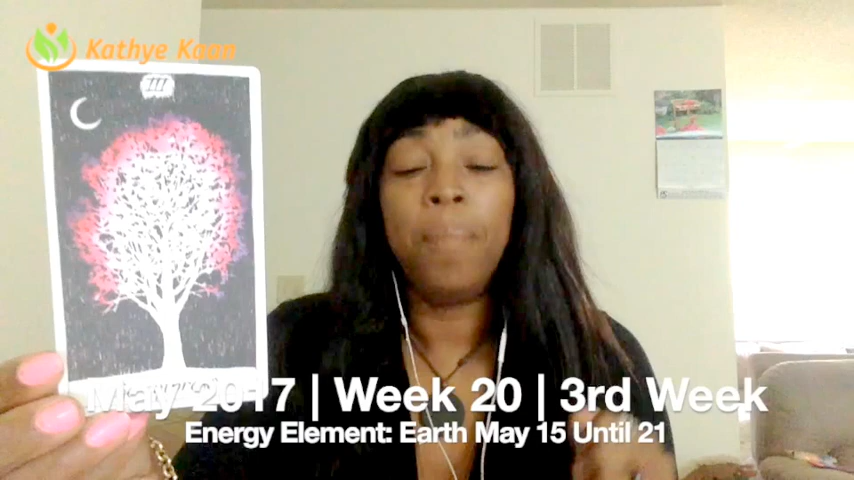 Kathye Kaan
III
May 2017 | Week 20 | 3rd Week
Energy Element: Earth May 15 Until 21